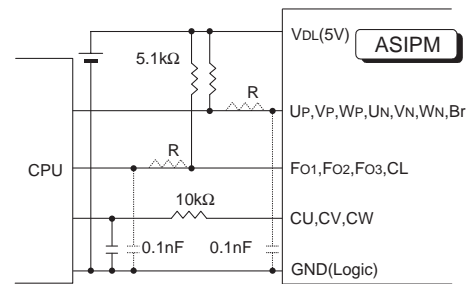 VDL(5V)
ASIPM
5.1kΩ
R
UP,VP,WP,UN,VN,WN,Br
R
CPU
FO1,FO2,FO3,CL
10kΩ
CU,CV,CW
0.1nF
0.1nF
GND(Logic)